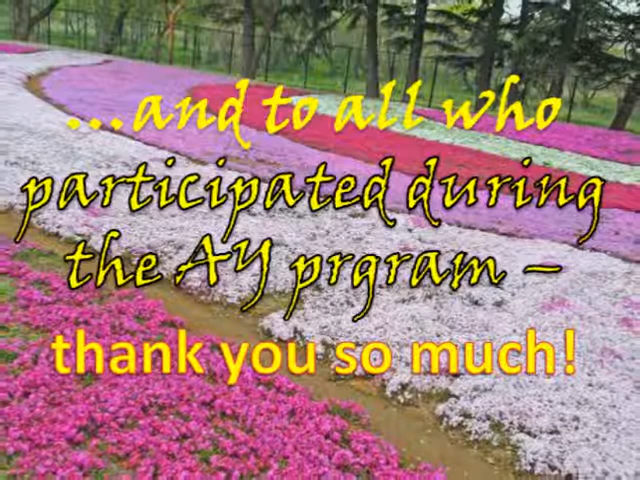 ...and to all who
participated during
the AY prgram –
thank you so much!